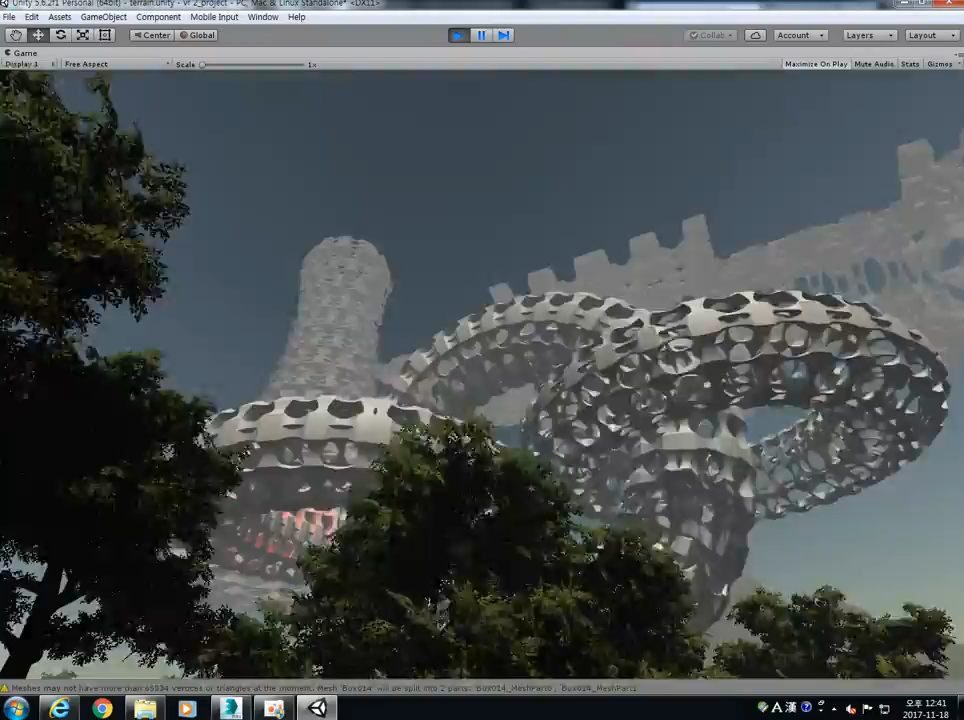 Unity 5.6.2f1 Personal (64bit) - terrain.unity - vr 2_project - PC, Mac & Linux Standalone* <DX11>
File Edit Assets GameObject Component Mobile Input Window Help
Center Global Collab Account Layers Layout
Game
Display 1 Free Aspect Scale 1x Maximize On Play Mute Audio Stats Gizmos
Meshes may not have more than 65534 vertices or triangles at the moment. Mesh 'Box014' will be split into 2 parts: 'Box014_MeshPart0', 'Box014_MeshPart1'
A 漢 오후 12:41
2017-11-18